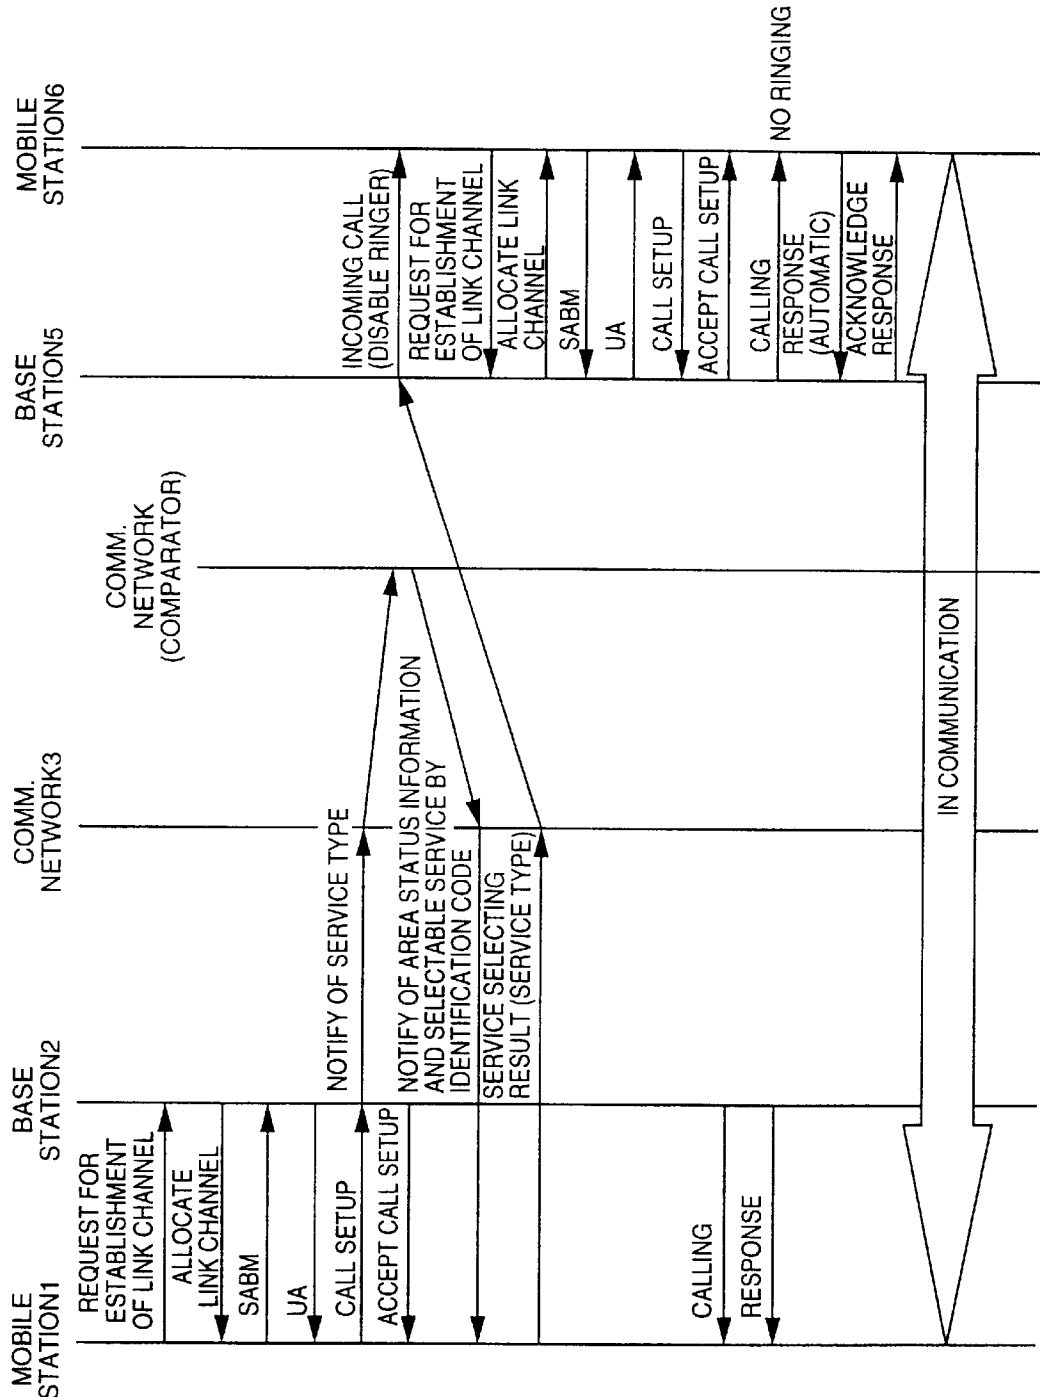 MOBILE
STATION1
BASE
STATION2
COMM.
NETWORK3
COMM.
NETWORK
(COMPARATOR)
BASE
STATION5
MOBILE
STATION6
REQUEST FOR
ESTABLISHMENT
OF LINK CHANNEL
ALLOCATE
LINK CHANNEL
SABM
UA
CALL SETUP
ACCEPT CALL SETUP
NOTIFY OF SERVICE TYPE
NOTIFY OF AREA STATUS INFORMATION
AND SELECTABLE SERVICE BY
IDENTIFICATION CODE
SERVICE SELECTING
RESULT (SERVICE TYPE)
INCOMING CALL
(DISABLE RINGER)
REQUEST FOR
ESTABLISHMENT
OF LINK CHANNEL
ALLOCATE LINK
CHANNEL
SABM
UA
CALL SETUP
ACCEPT CALL SETUP
CALLING
NO RINGING
RESPONSE
(AUTOMATIC)
ACKNOWLEDGE
RESPONSE
CALLING
RESPONSE
IN COMMUNICATION